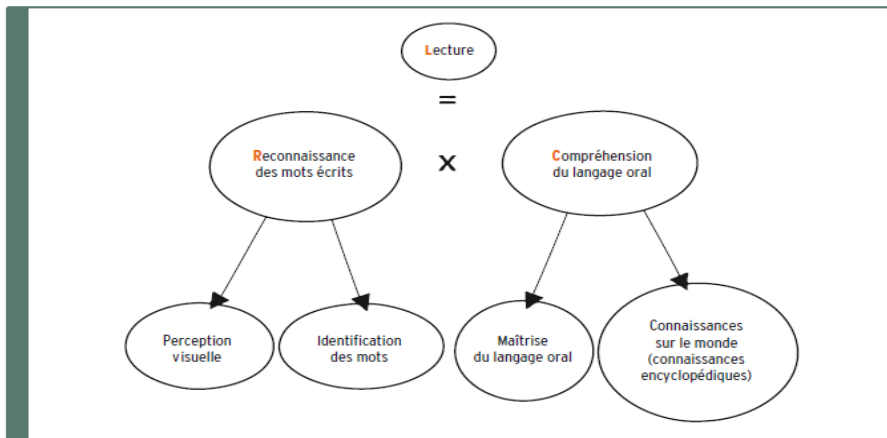 Lecture
=
Reconnaissance
des mots écrits
x
Compréhension
du langage oral
Perception
visuelle
Identification
des mots
Maîtrise
du langage oral
Connaissances
sur le monde
(connaissances
encyclopédiques)